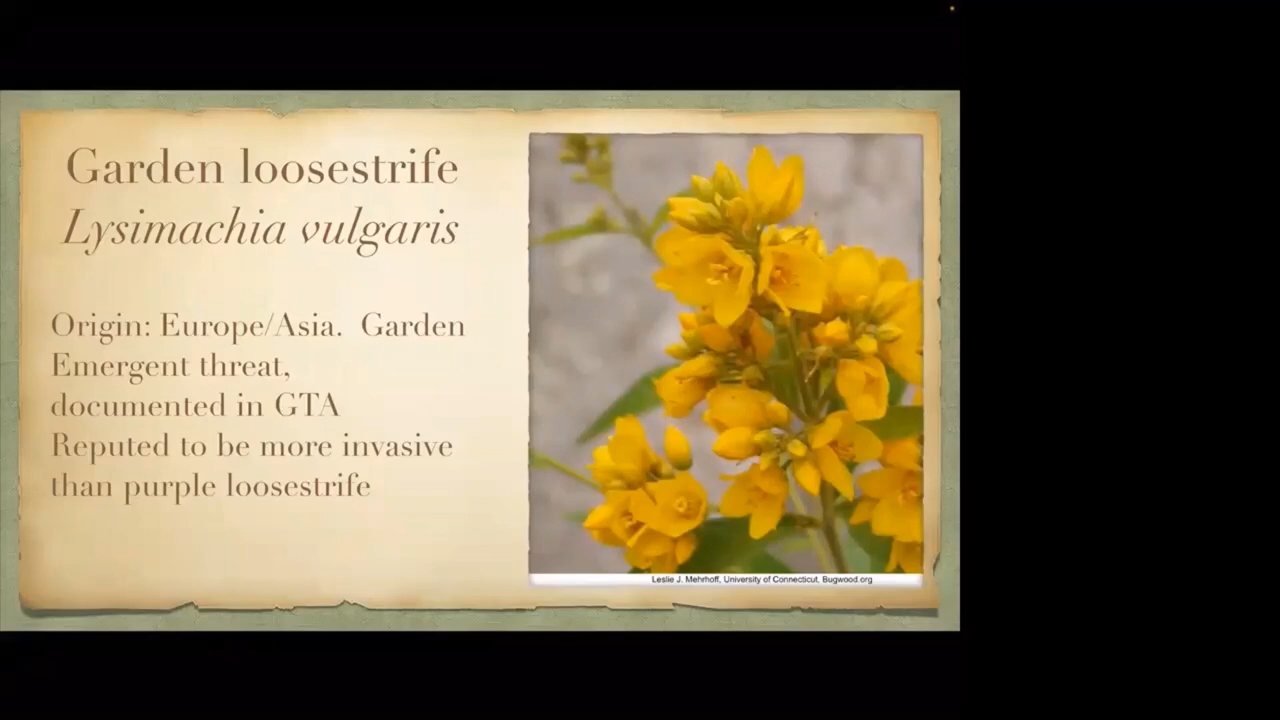 Garden loosestrife
Lysimachia vulgaris
Origin: Europe/Asia.  Garden
Emergent threat,
documented in GTA
Reputed to be more invasive
than purple loosestrife
Leslie J. Mehrhoff, University of Connecticut, Bugwood.org